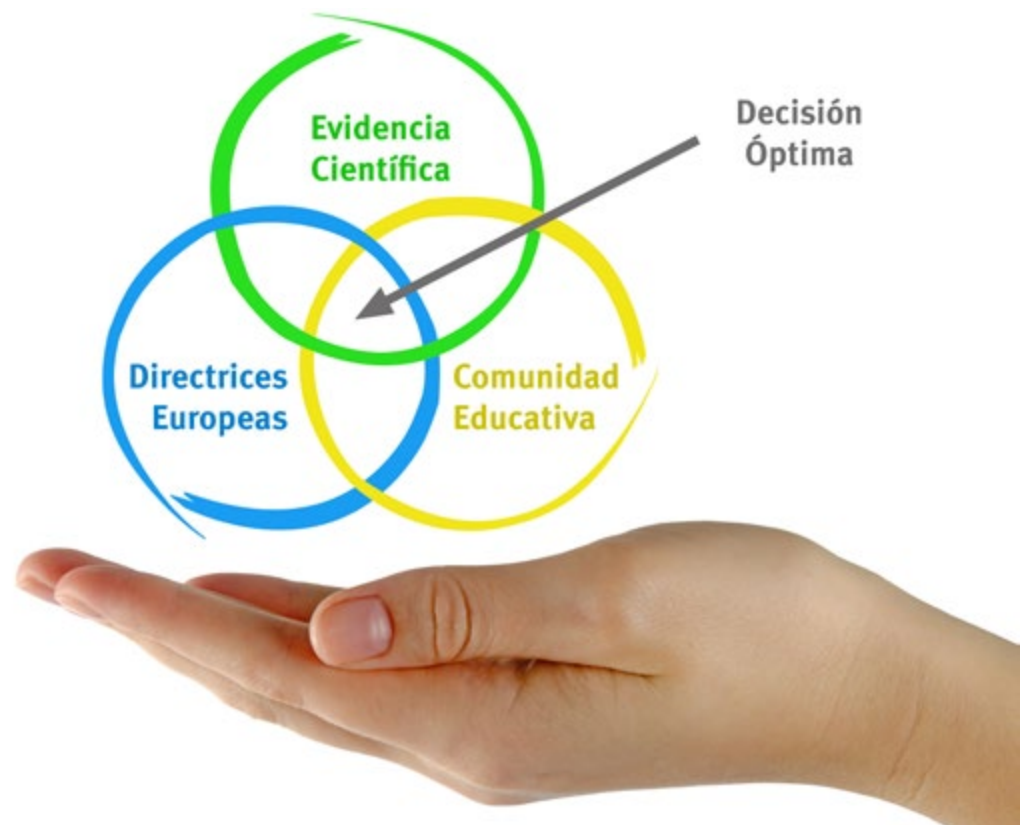 Evidencia
Científica
Decisión
Óptima
Directrices
Europeas
Comunidad
Educativa